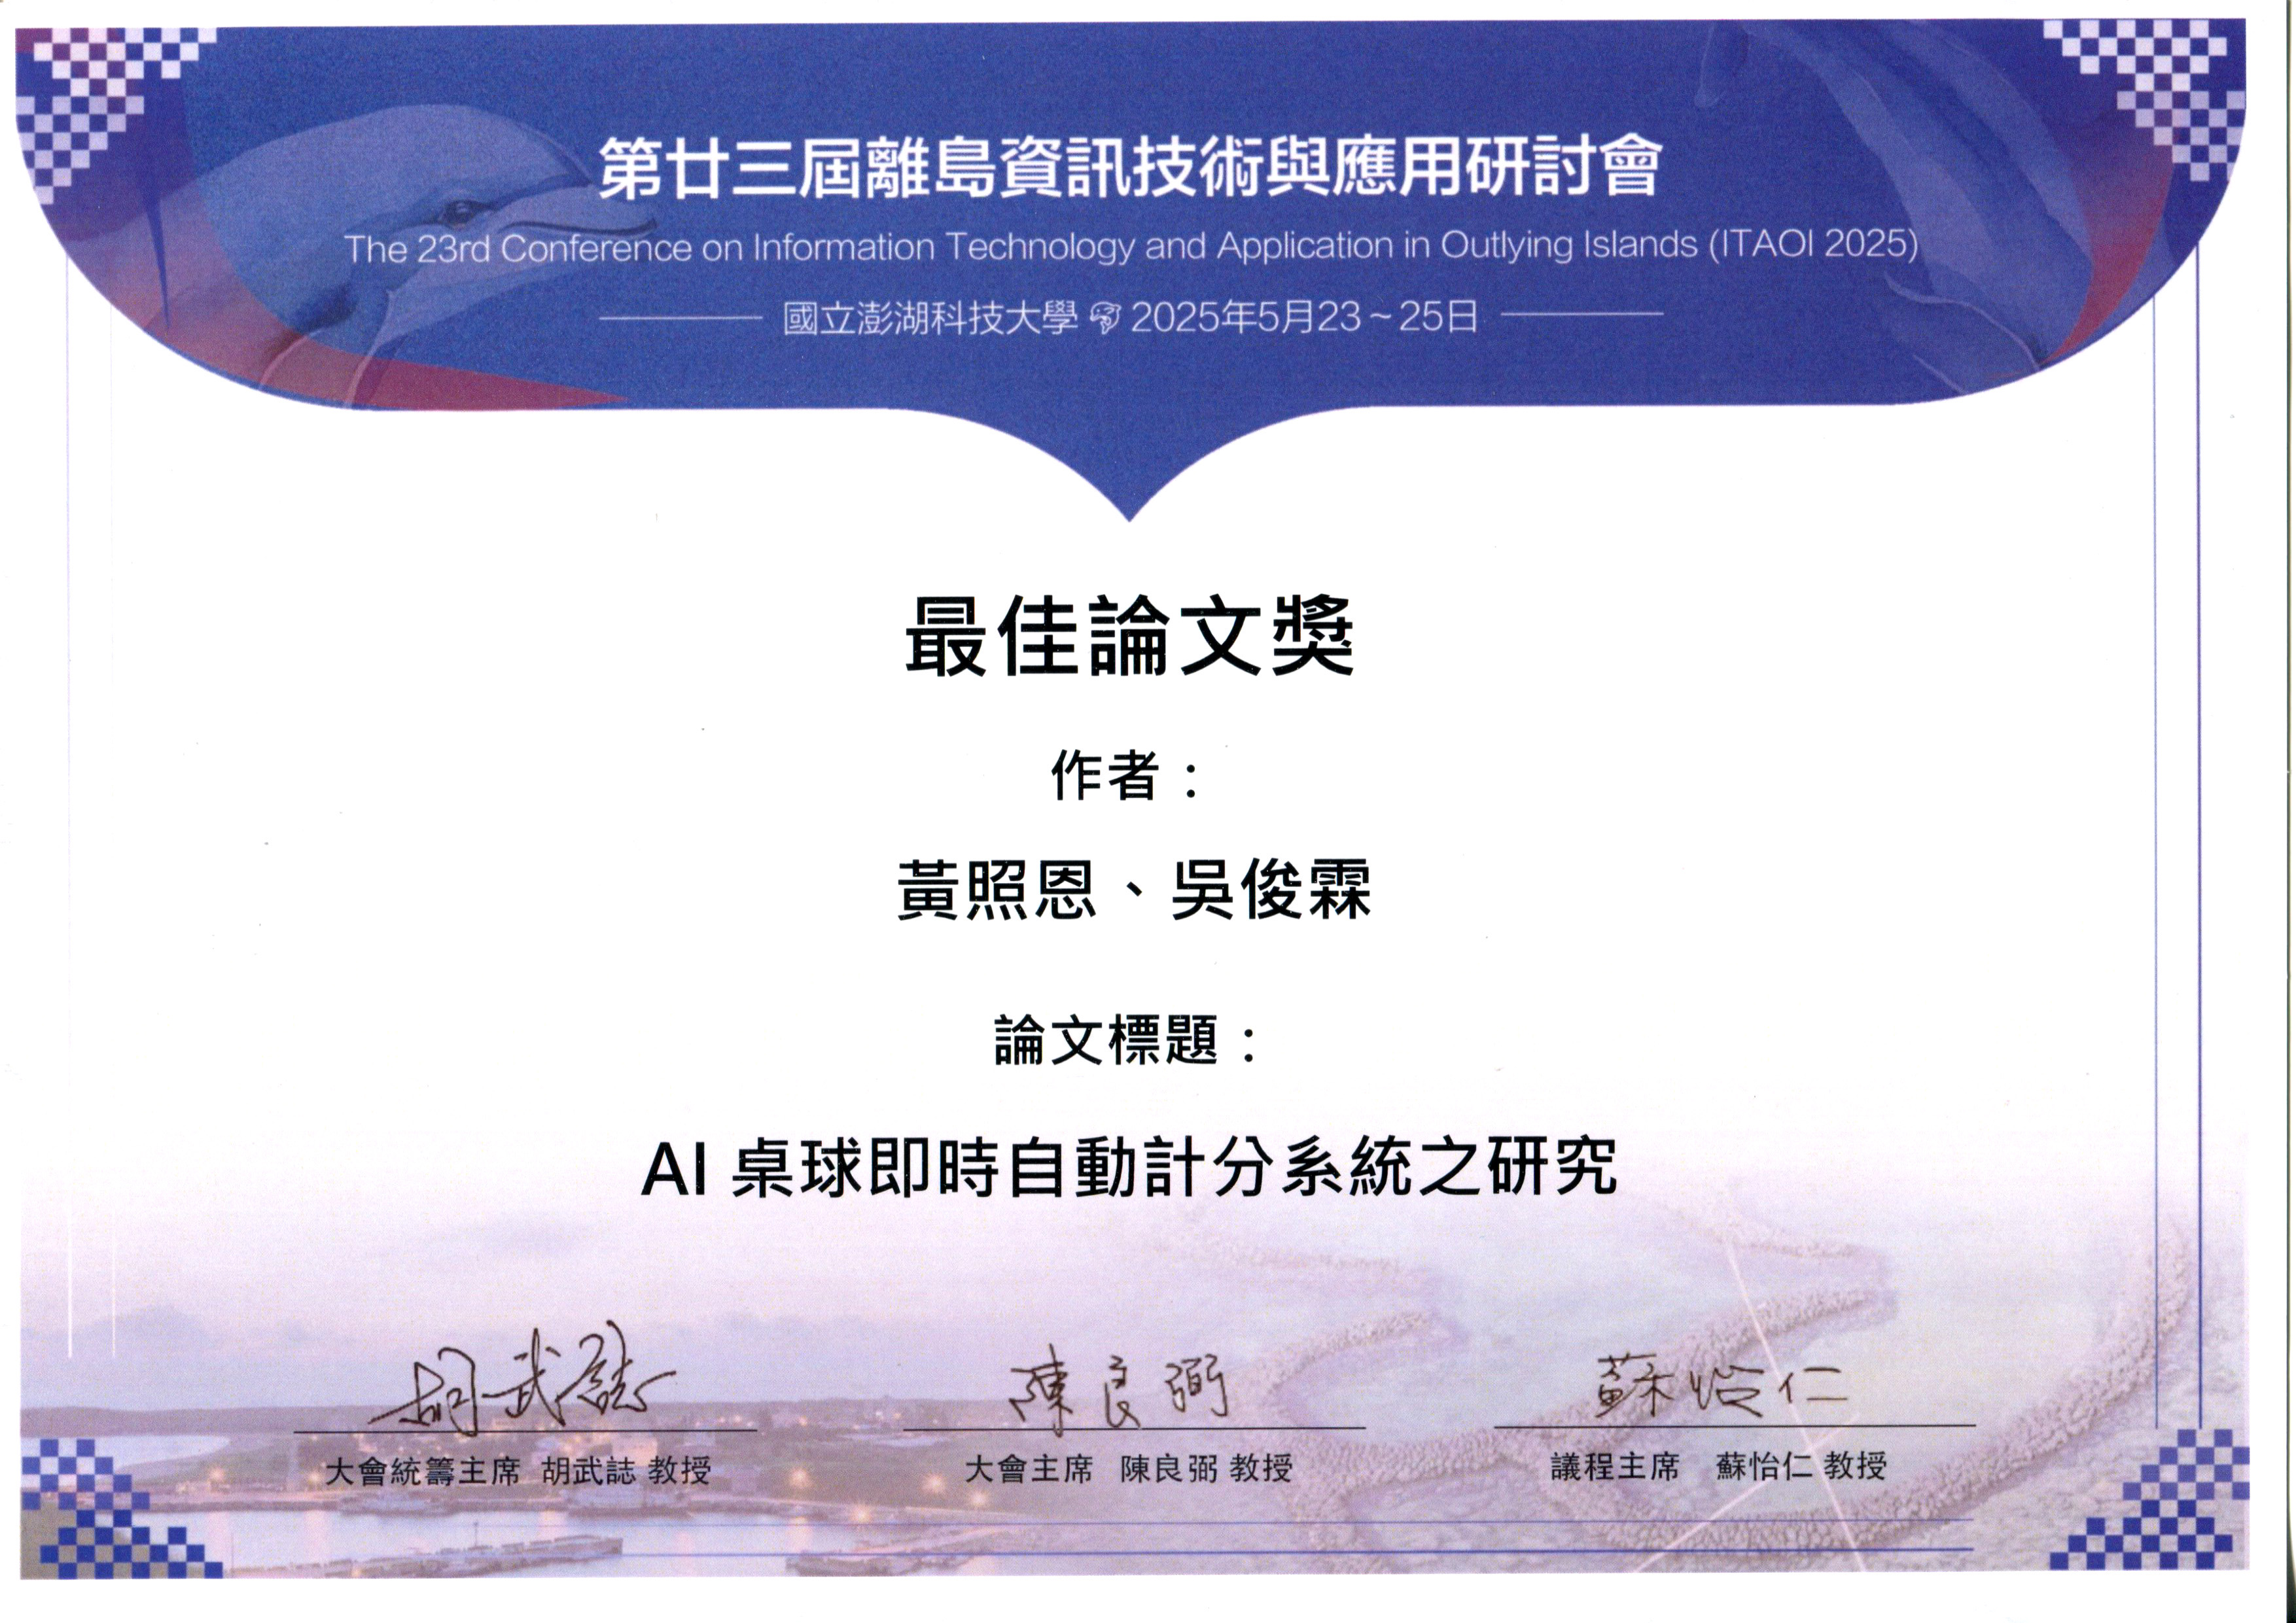 第廿三屆離島資訊技術與應用研討會
The 23rd Conference on Information Technology and Application in Outlying Islands (ITAOI 2025)
國立澎湖科技大學 2025年5月23~25日
最佳論文獎
作者：
黃照恩、吳俊霖
論文標題：
AI 桌球即時自動計分系統之研究
胡武誌 陳良弼 蘇怡仁
大會統籌主席 胡武誌 教授 大會主席 陳良弼 教授 議程主席 蘇怡仁 教授